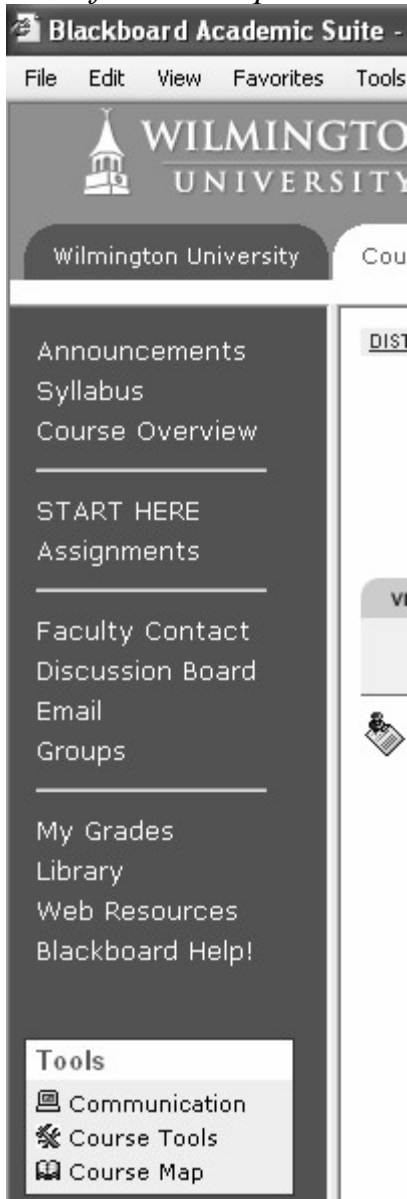 Blackboard Academic Suite -
File Edit View Favorites Tools
WILMINGTO
UNIVERSITY
Wilmington University Cou
DIST
Announcements
Syllabus
Course Overview
START HERE
Assignments
VI
Faculty Contact
Discussion Board
Email
Groups
My Grades
Library
Web Resources
Blackboard Help!
Tools
Communication
Course Tools
Course Map